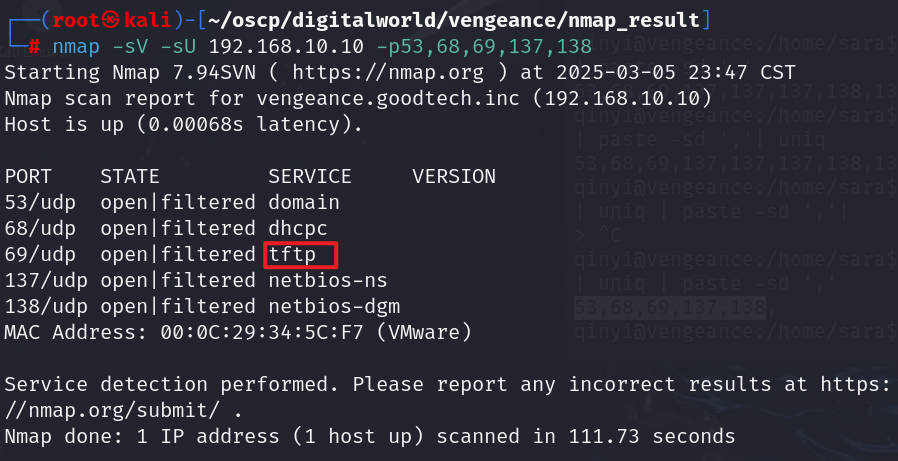 ┌──(root㉿kali)-[~/oscp/digitalworld/vengeance/nmap_result]
└─# nmap -sV -sU 192.168.10.10 -p53,68,69,137,138
Starting Nmap 7.94SVN ( https://nmap.org ) at 2025-03-05 23:47 CST
Nmap scan report for vengeance.goodtech.inc (192.168.10.10)
Host is up (0.00068s latency).
PORT    STATE         SERVICE     VERSION
53/udp  open|filtered domain
68/udp  open|filtered dhcpc
69/udp  open|filtered tftp
137/udp open|filtered netbios-ns
138/udp open|filtered netbios-dgm
MAC Address: 00:0C:29:34:5C:F7 (VMware)
Service detection performed. Please report any incorrect results at https:
//nmap.org/submit/ .
Nmap done: 1 IP address (1 host up) scanned in 111.73 seconds
qinyi@vengeance:/home/sara$
| paste -sd ','| uniq
53,68,69,137,137,137,138,13
qinyi@vengeance:/home/sara$
| uniq | paste -sd ','|
> ^C
qinyi@vengeance:/home/sara$
| uniq | paste -sd ','
53,68,69,137,138,
qinyi@vengeance:/home/sara$